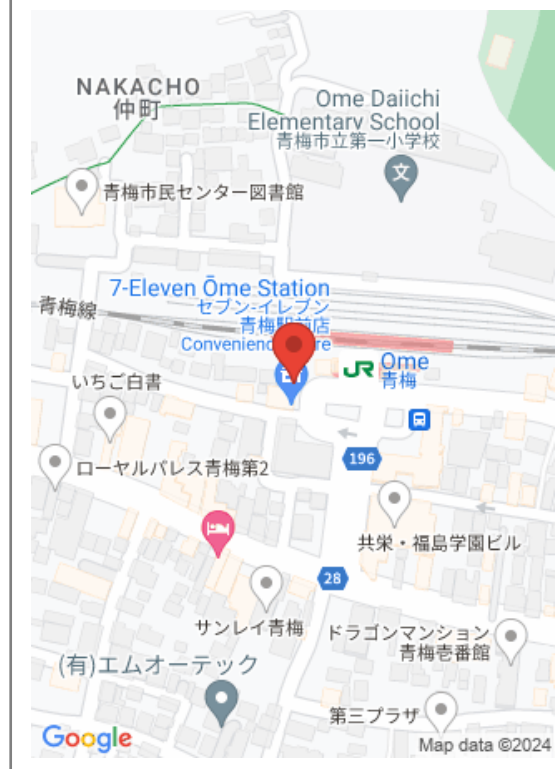 NAKACHO
仲町
Ome Daiichi
Elementary School
青梅市立第一小学校
文
青梅市民センター図書館
7-Eleven Ōme Station
セブン-イレブン
青梅駅前店
青梅線
JR
Ome
青梅
いちご白書
196
ローヤルパレス青梅第2
共栄・福島学園ビル
28
サンレイ青梅
ドラゴンマンション
青梅壱番館
(有)エムオーテック
第三プラザ
Google
Map data ©2024